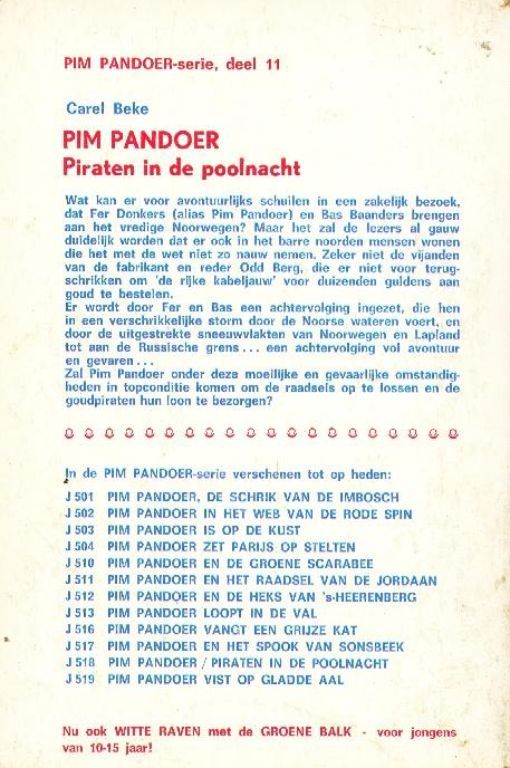 PIM PANDOER-serie, deel 11
Carel Beke
PIM PANDOER
Piraten in de poolnacht
Wat kan er voor avontuurlijks schuilen in een zakelijk bezoek,
dat Fer Donkers (alias Pim Pandoer) en Bas Baanders brengen
aan het vredige Noorwegen? Maar het zal de lezers al gauw
duidelijk worden dat er ook in het barre noorden mensen wonen
die het met de wet niet zo nauw nemen. Zeker niet de vijanden
van de fabrikant en reder Odd Berg, die er niet voor terug-
schrikken om 'de rijke kabeljauw' voor duizenden guldens aan
goud te bestelen.
Er wordt door Fer en Bas een achtervolging ingezet, die hen
in een verschrikkelijke storm door de Noorse wateren voert, en
door de uitgestrekte sneeuwvlakten van Noorwegen en Lapland
tot aan de Russische grens... een achtervolging vol avontuur
en gevaren...
Zal Pim Pandoer onder deze moeilijke en gevaarlijke omstandig-
heden in topconditie komen om de raadsels op te lossen en de
goudpiraten hun loon te bezorgen?
In de PIM PANDOER-serie verschenen tot op heden:
J 501 PIM PANDOER, DE SCHRIK VAN DE IMBOSCH
J 502 PIM PANDOER IN HET WEB VAN DE RODE SPIN
J 503 PIM PANDOER IS OP DE KUST
J 504 PIM PANDOER ZET PARIJS OP STELTEN
J 510 PIM PANDOER EN DE GROENE SCARABEE
J 511 PIM PANDOER EN HET RAADSEL VAN DE JORDAAN
J 512 PIM PANDOER EN DE HEKS VAN 's-HEERENBERG
J 513 PIM PANDOER LOOPT IN DE VAL
J 516 PIM PANDOER VANGT EEN GRIJZE KAT
J 517 PIM PANDOER EN HET SPOOK VAN SONSBEEK
J 518 PIM PANDOER / PIRATEN IN DE POOLNACHT
J 519 PIM PANDOER VIST OP GLADDE AAL
Nu ook WITTE RAVEN met de GROENE BALK - voor jongens
van 10-15 jaar!